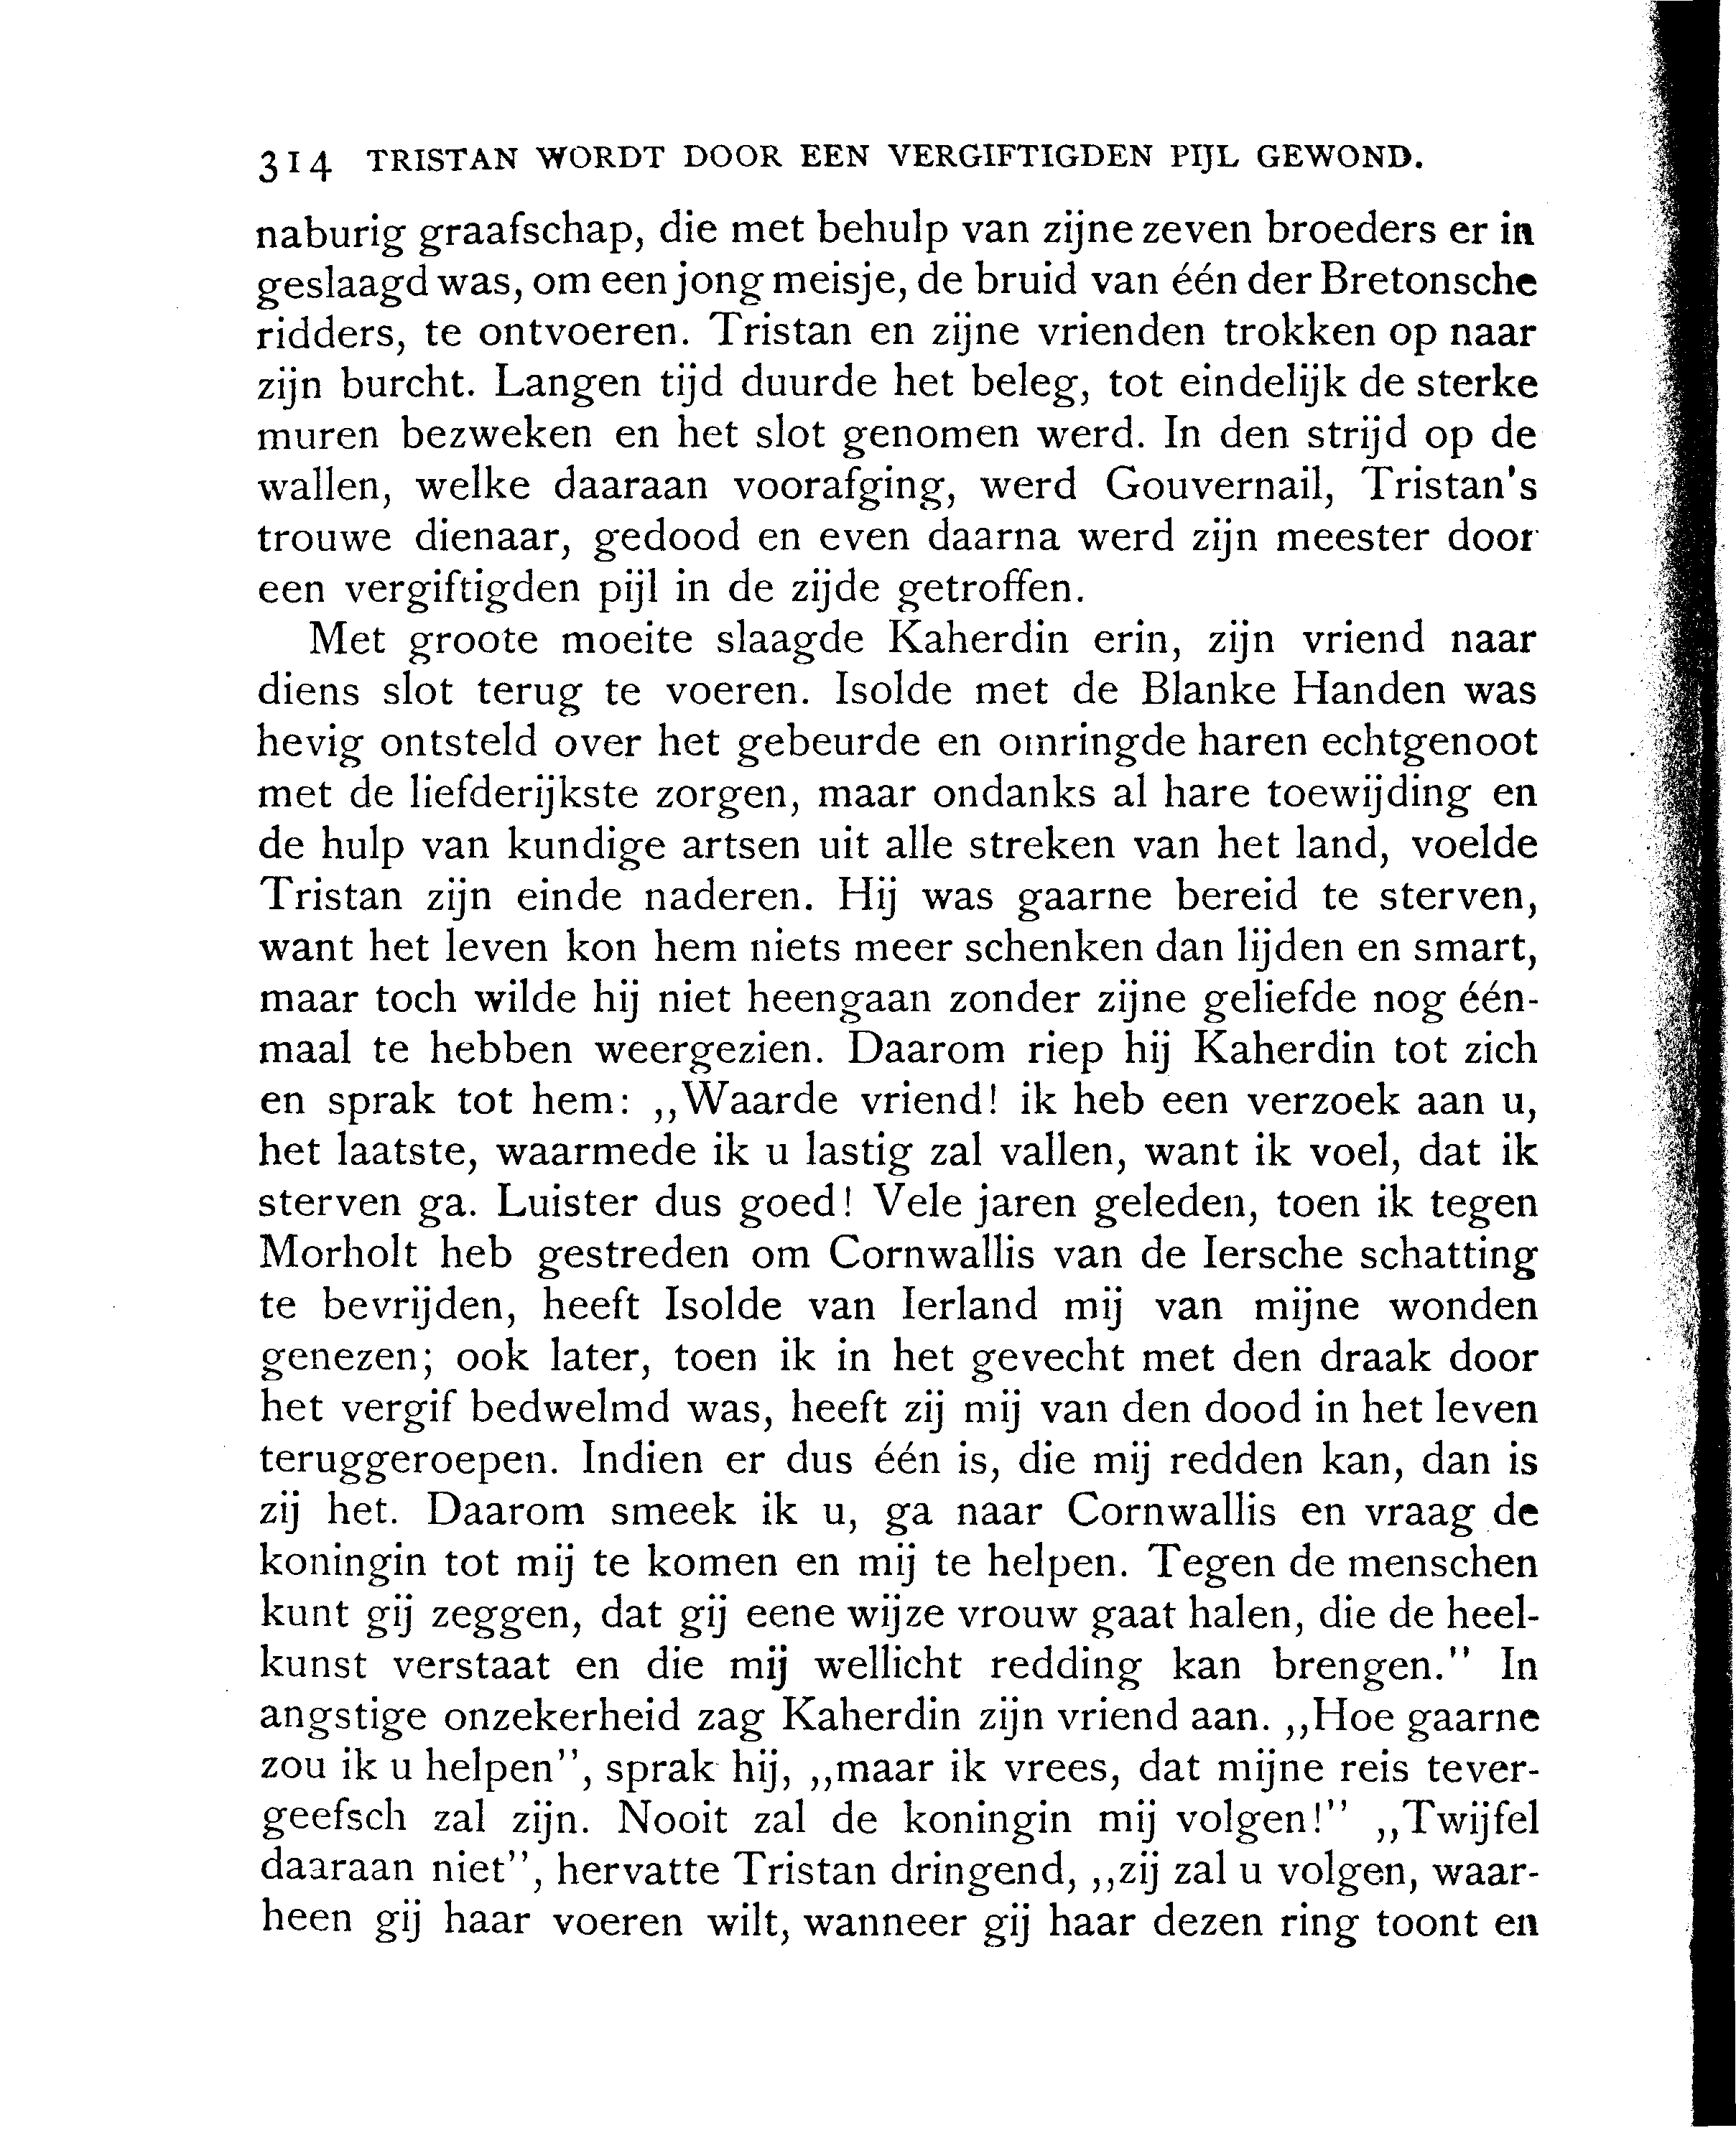 314 TRISTAN WORDT DOOR EEN VERGIFTIGDEN PIJL GEWOND.
naburig graafschap, die met behulp van zijne zeven broeders er in
geslaagd was, om een jong meisje, de bruid van één der Bretonsche
ridders, te ontvoeren. Tristan en zijne vrienden trokken op naar
zijn burcht. Langen tijd duurde het beleg, tot eindelijk de sterke
muren bezweken en het slot genomen werd. In den strijd op de
wallen, welke daaraan voorafging, werd Gouvernail, Tristan's
trouwe dienaar, gedood en even daarna werd zijn meester door
een vergiftigden pijl in de zijde getroffen.
Met groote moeite slaagde Kaherdin erin, zijn vriend naar
diens slot terug te voeren. Isolde met de Blanke Handen was
hevig ontsteld over het gebeurde en omringde haren echtgenoot
met de liefderijkste zorgen, maar ondanks al hare toewijding en
de hulp van kundige artsen uit alle streken van het land, voelde
Tristan zijn einde naderen. Hij was gaarne bereid te sterven,
want het leven kon hem niets meer schenken dan lijden en smart,
maar toch wilde hij niet heengaan zonder zijne geliefde nog één-
maal te hebben weergezien. Daarom riep hij Kaherdin tot zich
en sprak tot hem: ,,Waarde vriend! ik heb een verzoek aan u,
het laatste, waarmede ik u lastig zal vallen, want ik voel, dat ik
sterven ga. Luister dus goed! Vele jaren geleden, toen ik tegen
Morholt heb gestreden om Cornwallis van de Iersche schatting
te bevrijden, heeft Isolde van Ierland mij van mijne wonden
genezen; ook later, toen ik in het gevecht met den draak door
het vergif bedwelmd was, heeft zij mij van den dood in het leven
teruggeroepen. Indien er dus één is, die mij redden kan, dan is
zij het. Daarom smeek ik u, ga naar Cornwallis en vraag de
koningin tot mij te komen en mij te helpen. Tegen de menschen
kunt gij zeggen, dat gij eene wijze vrouw gaat halen, die de heel-
kunst verstaat en die mij wellicht redding kan brengen.'' In
angstige onzekerheid zag Kaherdin zijn vriend aan. ,,Hoe gaarne
zou ik u helpen'', sprak hij, ,,maar ik vrees, dat mijne reis tever-
geefsch zal zijn. Nooit zal de koningin mij volgen!'' ,,Twijfel
daaraan niet'', hervatte Tristan dringend, ,,zij zal u volgen, waar-
heen gij haar voeren wilt, wanneer gij haar dezen ring toont en